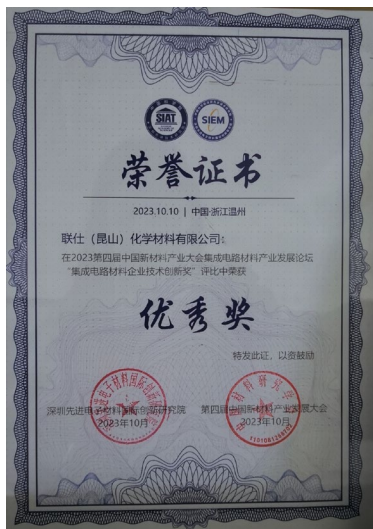 SIAT
SIEM
荣誉证书
2023.10.10 | 中国·浙江温州
联仕（昆山）化学材料有限公司：
在2023第四届中国新材料产业大会集成电路材料产业发展论坛
“集成电路材料企业技术创新奖”评比中荣获
优秀奖
特发此证，以资鼓励
深圳先进电子材料国际创新研究院
第四届中国新材料产业发展大会
2023年10月
2023年10月